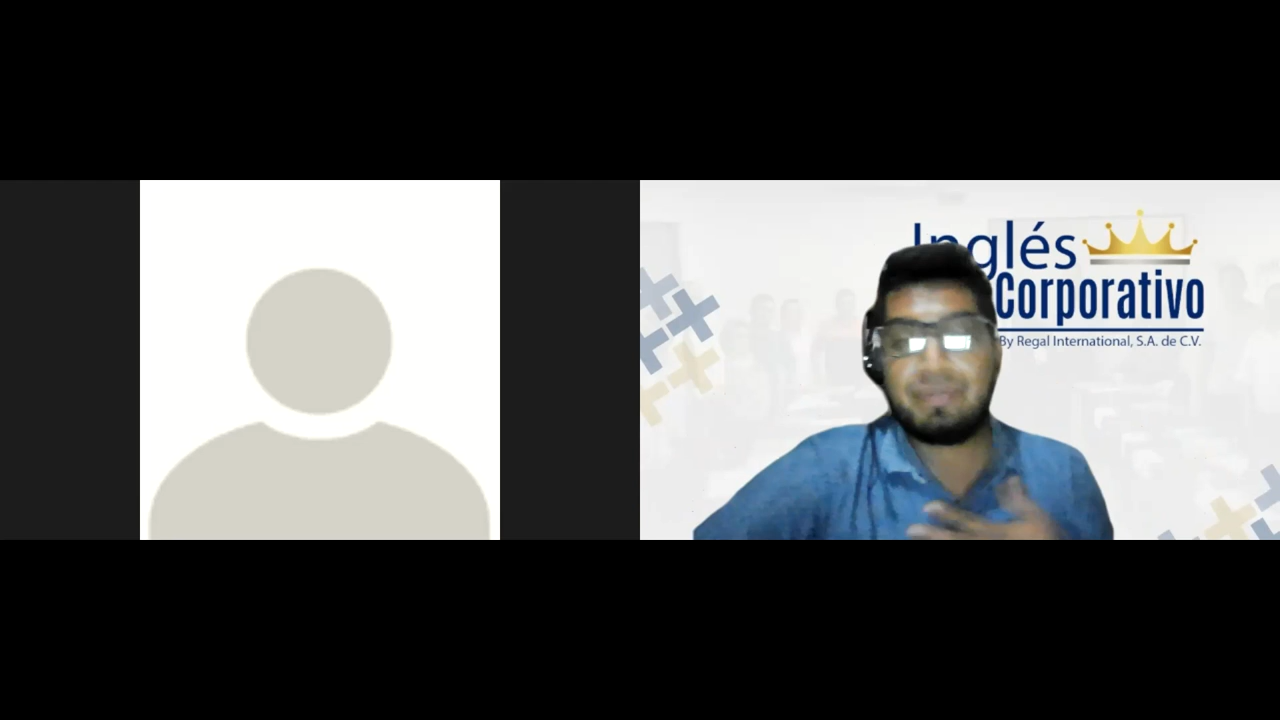 Inglés
Corporativo
By Regal International, S.A. de C.V.